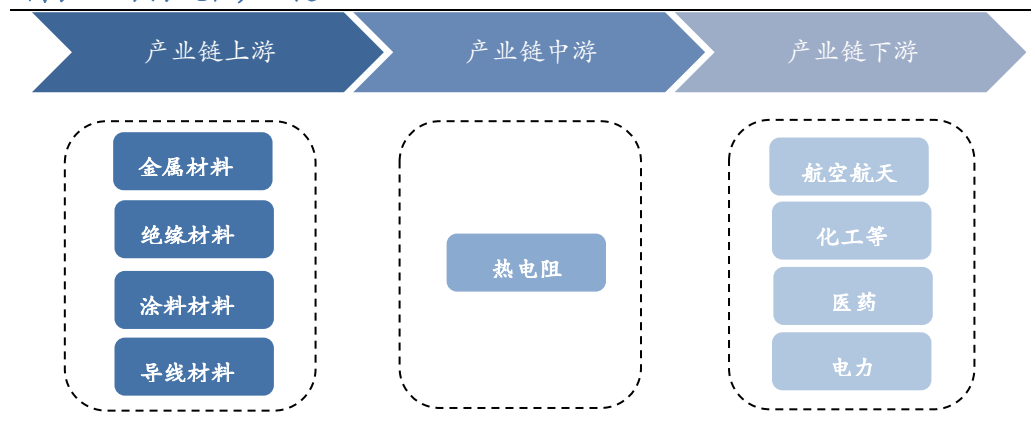 产业链上游
产业链中游
产业链下游
金属材料
绝缘材料
涂料材料
导线材料
热电阻
航空航天
化工等
医药
电力